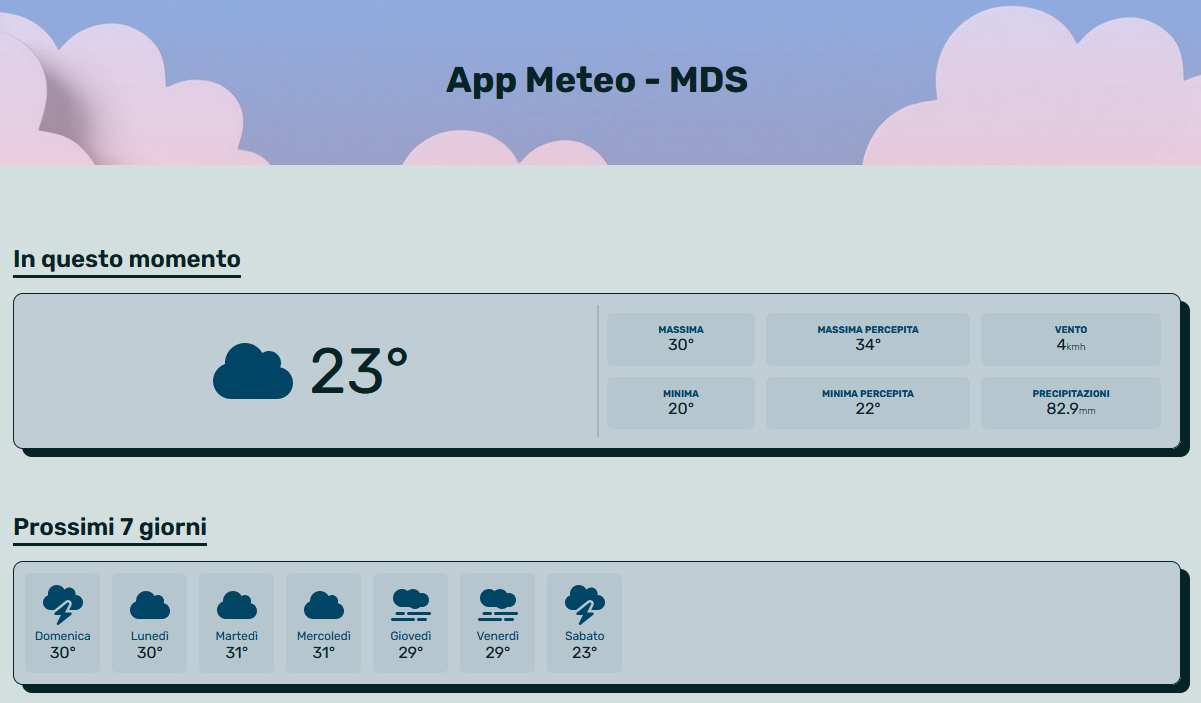 App Meteo - MDS
In questo momento
23°
MASSIMA
30°
MASSIMA PERCEPITA
34°
VENTO
4kmh
MINIMA
20°
MINIMA PERCEPITA
22°
PRECIPITAZIONI
82.9mm
Prossimi 7 giorni
Domenica
30°
Lunedì
30°
Martedì
31°
Mercoledì
31°
Giovedì
29°
Venerdì
29°
Sabato
23°